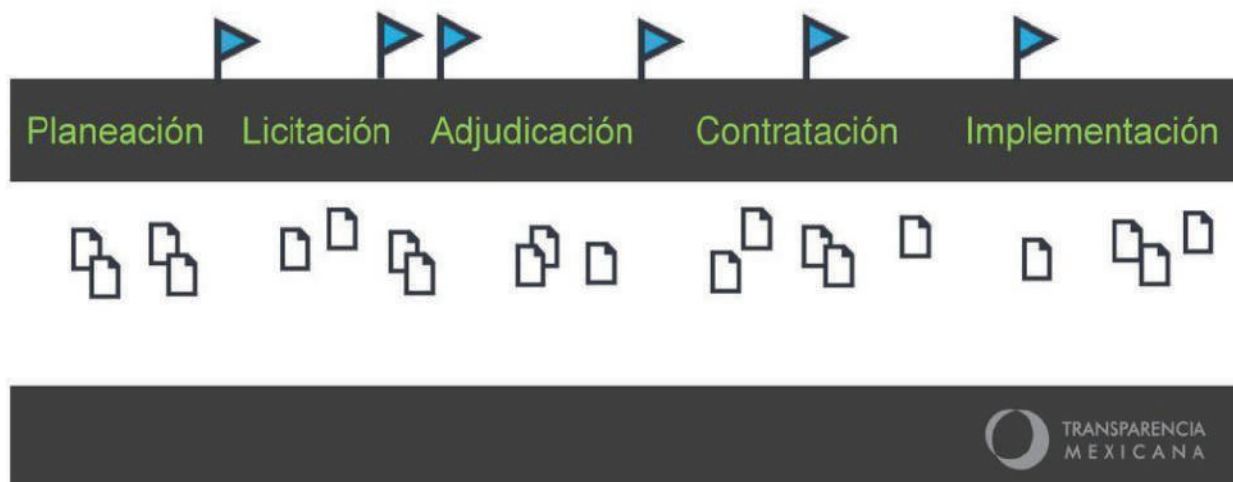 Planeación Licitación Adjudicación Contratación Implementación
TRANSPARENCIA
MEXICANA